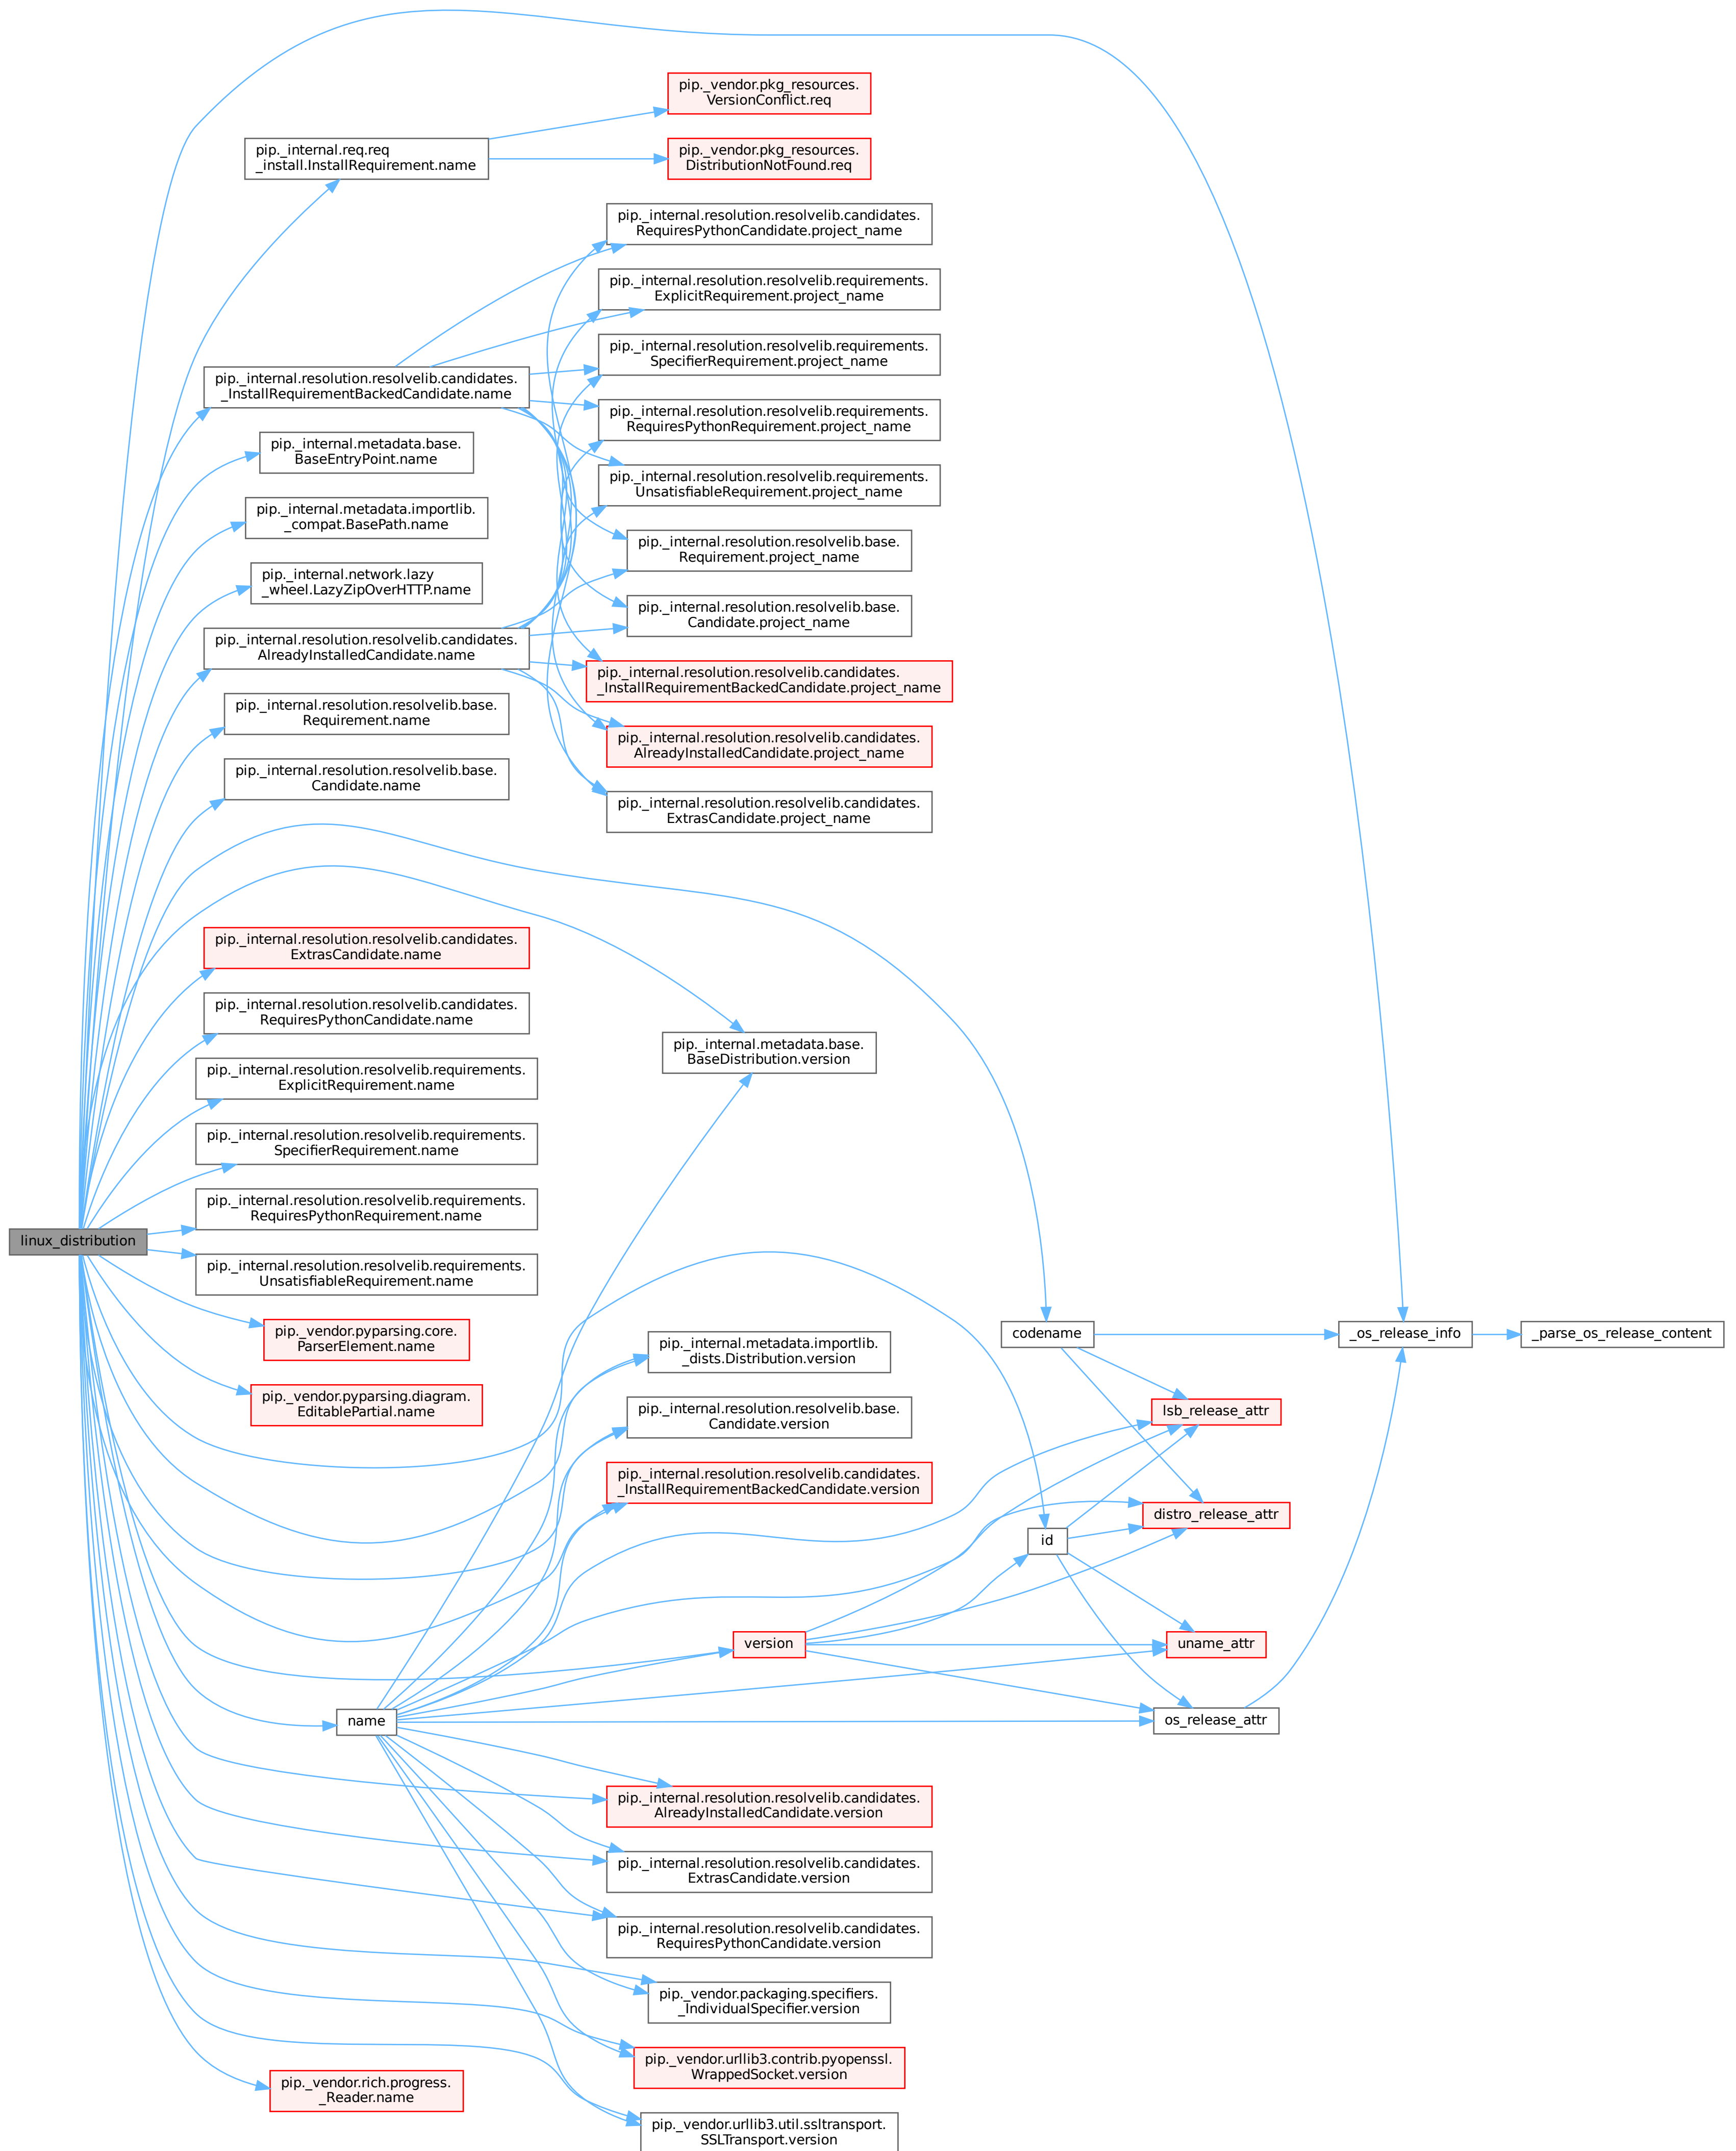 pip._vendor.pkg_resources.
VersionConflict.req
pip._internal.req.req
_install.InstallRequirement.name
pip._vendor.pkg_resources.
DistributionNotFound.req
pip._internal.resolution.resolvelib.candidates.
RequiresPythonCandidate.project_name
pip._internal.resolution.resolvelib.requirements.
ExplicitRequirement.project_name
pip._internal.resolution.resolvelib.requirements.
SpecifierRequirement.project_name
pip._internal.resolution.resolvelib.candidates.
_InstallRequirementBackedCandidate.name
pip._internal.resolution.resolvelib.requirements.
RequiresPythonRequirement.project_name
pip._internal.metadata.base.
BaseEntryPoint.name
pip._internal.resolution.resolvelib.requirements.
UnsatisfiableRequirement.project_name
pip._internal.metadata.importlib.
_compat.BasePath.name
pip._internal.resolution.resolvelib.base.
Requirement.project_name
pip._internal.network.lazy
_wheel.LazyZipOverHTTP.name
pip._internal.resolution.resolvelib.base.
Candidate.project_name
pip._internal.resolution.resolvelib.candidates.
AlreadyInstalledCandidate.name
pip._internal.resolution.resolvelib.candidates.
_InstallRequirementBackedCandidate.project_name
pip._internal.resolution.resolvelib.base.
Requirement.name
pip._internal.resolution.resolvelib.candidates.
AlreadyInstalledCandidate.project_name
pip._internal.resolution.resolvelib.base.
Candidate.name
pip._internal.resolution.resolvelib.candidates.
ExtrasCandidate.project_name
pip._internal.resolution.resolvelib.candidates.
ExtrasCandidate.name
pip._internal.resolution.resolvelib.candidates.
RequiresPythonCandidate.name
pip._internal.metadata.base.
BaseDistribution.version
pip._internal.resolution.resolvelib.requirements.
ExplicitRequirement.name
pip._internal.resolution.resolvelib.requirements.
SpecifierRequirement.name
pip._internal.resolution.resolvelib.requirements.
RequiresPythonRequirement.name
linux_distribution
pip._internal.resolution.resolvelib.requirements.
UnsatisfiableRequirement.name
pip._vendor.pyparsing.core.
ParserElement.name
codename
_os_release_info
_parse_os_release_content
pip._internal.metadata.importlib.
_dists.Distribution.version
pip._vendor.pyparsing.diagram.
EditablePartial.name
pip._internal.resolution.resolvelib.base.
Candidate.version
lsb_release_attr
pip._internal.resolution.resolvelib.candidates.
_InstallRequirementBackedCandidate.version
distro_release_attr
id
version
uname_attr
name
os_release_attr
pip._internal.resolution.resolvelib.candidates.
AlreadyInstalledCandidate.version
pip._internal.resolution.resolvelib.candidates.
ExtrasCandidate.version
pip._internal.resolution.resolvelib.candidates.
RequiresPythonCandidate.version
pip._vendor.packaging.specifiers.
_IndividualSpecifier.version
pip._vendor.urllib3.contrib.pyopenssl.
WrappedSocket.version
pip._vendor.rich.progress.
_Reader.name
pip._vendor.urllib3.util.ssltransport.
SSLTransport.version